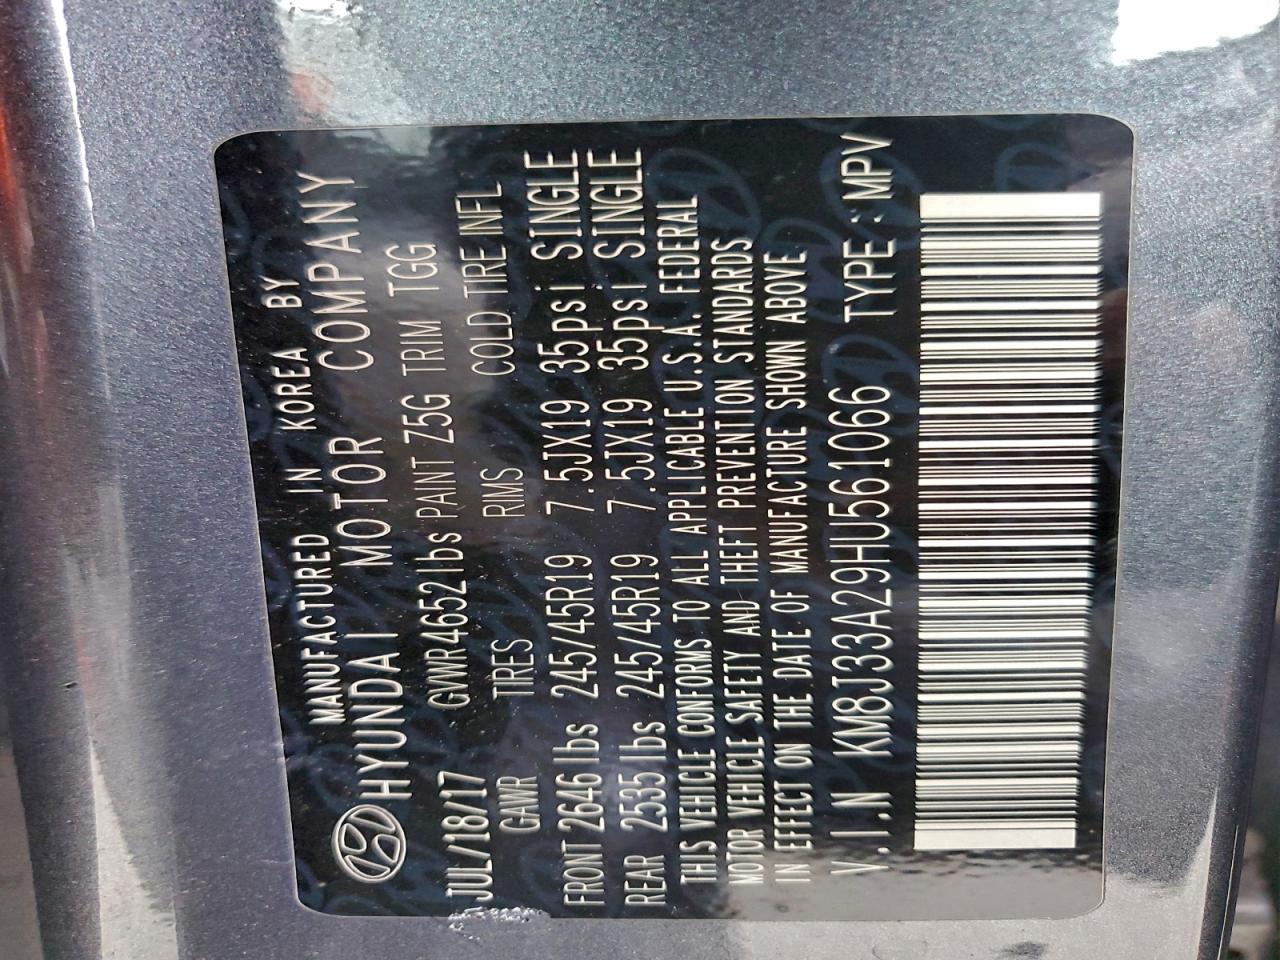 MANUFACTURED IN KOREA BY
HYUNDAI MOTOR COMPANY
JUL/18/17 GVWR 4652 lbs PAINT Z5G TRIM TGG
GAWR TIRES RIMS COLD TIRE INFL
FRONT 2646 lbs 245/45R19 7.5JX19 35psi SINGLE
REAR 2535 lbs 245/45R19 7.5JX19 35psi SINGLE
THIS VEHICLE CONFORMS TO ALL APPLICABLE U.S.A. FEDERAL
MOTOR VEHICLE SAFETY AND THEFT PREVENTION STANDARDS
IN EFFECT ON THE DATE OF MANUFACTURE SHOWN ABOVE
V.I.N KM8J33A29HU561066 TYPE : MPV